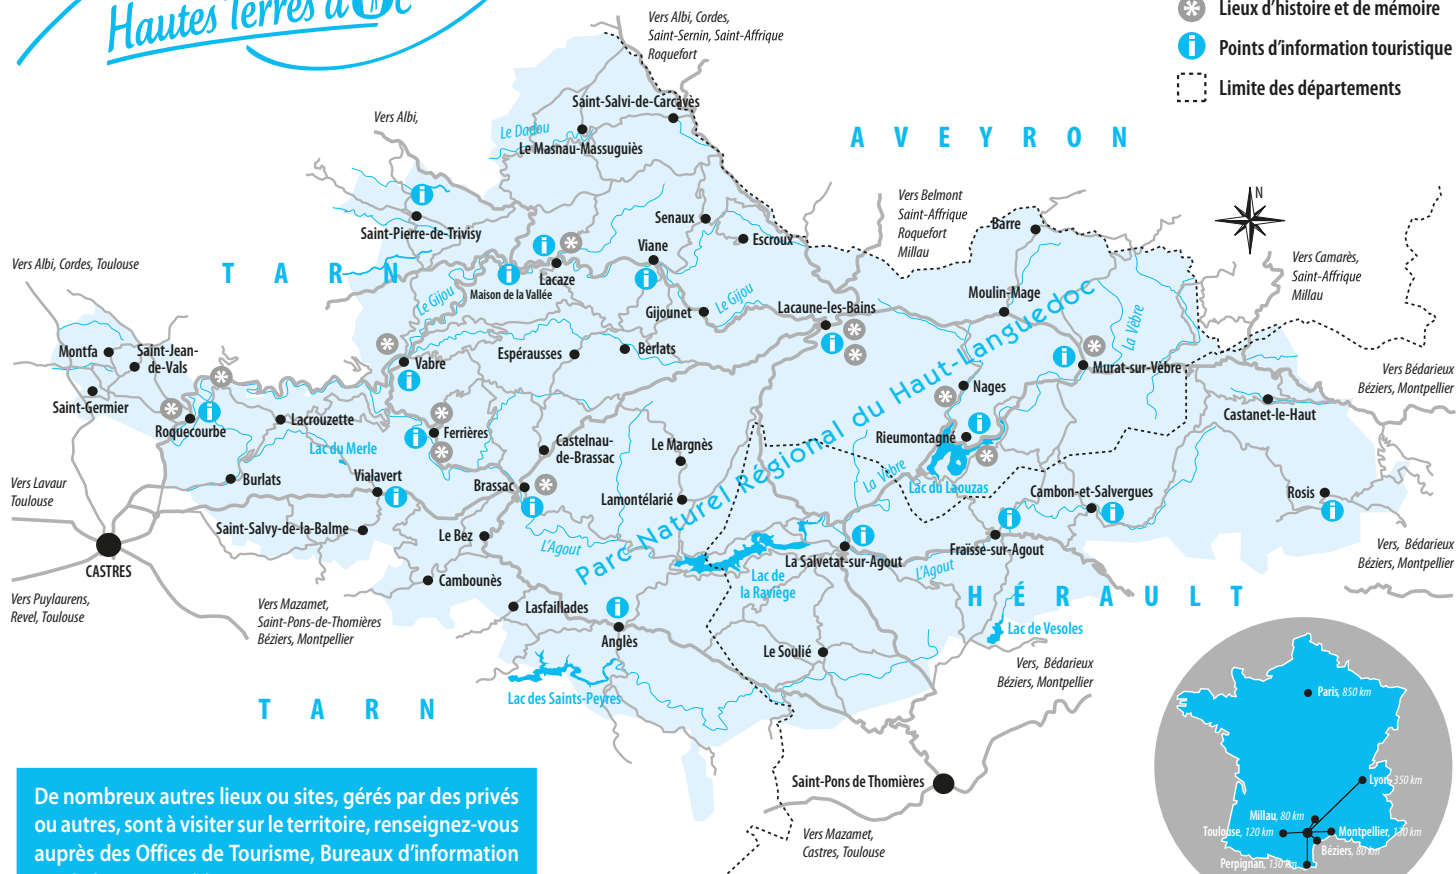 Hautes Terres d'Oc
Lieux d'histoire et de mémoire
Points d'information touristique
Limite des départements
Vers Albi, Cordes,
Saint-Sernin, Saint-Affrique
Roquefort
Saint-Salvi-de-Carcavès
Vers Albi,
Le Dadou
Le Masnau-Massuguiès
AVEYRON
Vers Belmont
Saint-Affrique
Roquefort
Millau
N
Senaux
Barre
Saint-Pierre-de-Trivisy
Escroux
Viane
Vers Camarès,
Saint-Affrique
Millau
Vers Albi, Cordes, Toulouse
TARN
Lacaze
Maison de la Vallée
Le Gijou
Le Gijou
Moulin-Mage
Gijounet
Lacaune-les-Bains
La Vèbre
Montfa
Saint-Jean-
de-Vals
Espérausses
Berlats
Vabre
Murat-sur-Vèbre
Vers Bédarieux
Béziers, Montpellier
Nages
Saint-Germier
Castanet-le-Haut
Lacrouzette
Roquecourbe
Ferrières
Castelnau-
de-Brassac
Le Margnès
Rieumontagné
Lac du Merle
Parc Naturel Régional du Haut-Languedoc
La Vèbre
Burlats
Vialavert
Brassac
Lac du Laouzas
Cambon-et-Salvergues
Rosis
Vers Lavaur
Toulouse
Lamontélarié
Saint-Salvy-de-la-Balme
Le Bez
L'Agout
Fraïsse-sur-Agout
Vers, Bédarieux
Béziers, Montpellier
La Salvetat-sur-Agout
CASTRES
Cambounès
Lac de
la Raviège
L'Agout
HÉRAULT
Vers Puylaurens,
Revel, Toulouse
Vers Mazamet,
Saint-Pons-de-Thomières
Béziers, Montpellier
Lasfaillades
Anglès
Lac de Vesoles
Le Soulié
Vers, Bédarieux
Béziers, Montpellier
Lac des Saints-Peyres
TARN
Paris, 850 km
Saint-Pons de Thomières
Lyon, 350 km
De nombreux autres lieux ou sites, gérés par des privés
ou autres, sont à visiter sur le territoire, renseignez-vous
auprès des Offices de Tourisme, Bureaux d'information
Vers Mazamet,
Castres, Toulouse
Millau, 80 km
Toulouse, 120 km
Montpellier, 130 km
Béziers, 80 km
Perpignan, 130 km